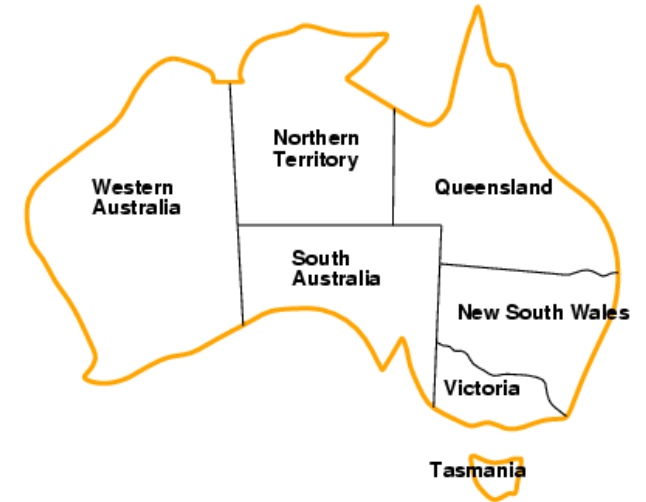 Northern
Territory
Western
Australia
Queensland
South
Australia
New South Wales
Victoria
Tasmania